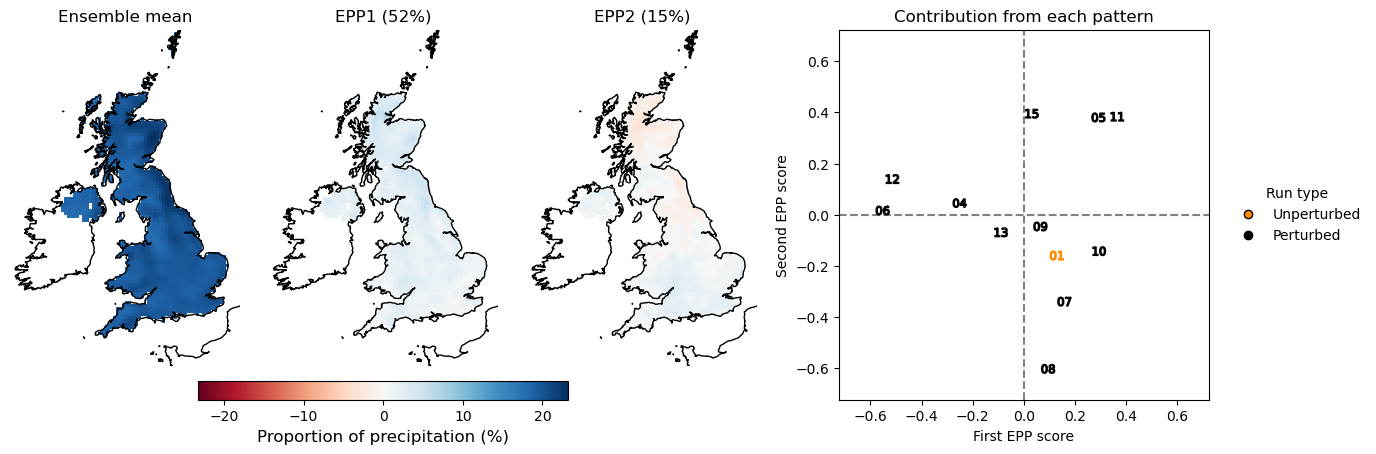 Ensemble mean
EPP1 (52%)
EPP2 (15%)
Contribution from each pattern
−20 −10 0 10 20
Proportion of precipitation (%)
Second EPP score
0.6
0.4
0.2
0.0
−0.2
−0.4
−0.6
15
05
11
12
06
04
13
09
01
10
07
08
−0.6 −0.4 −0.2 0.0 0.2 0.4 0.6
First EPP score
Run type
Unperturbed
Perturbed